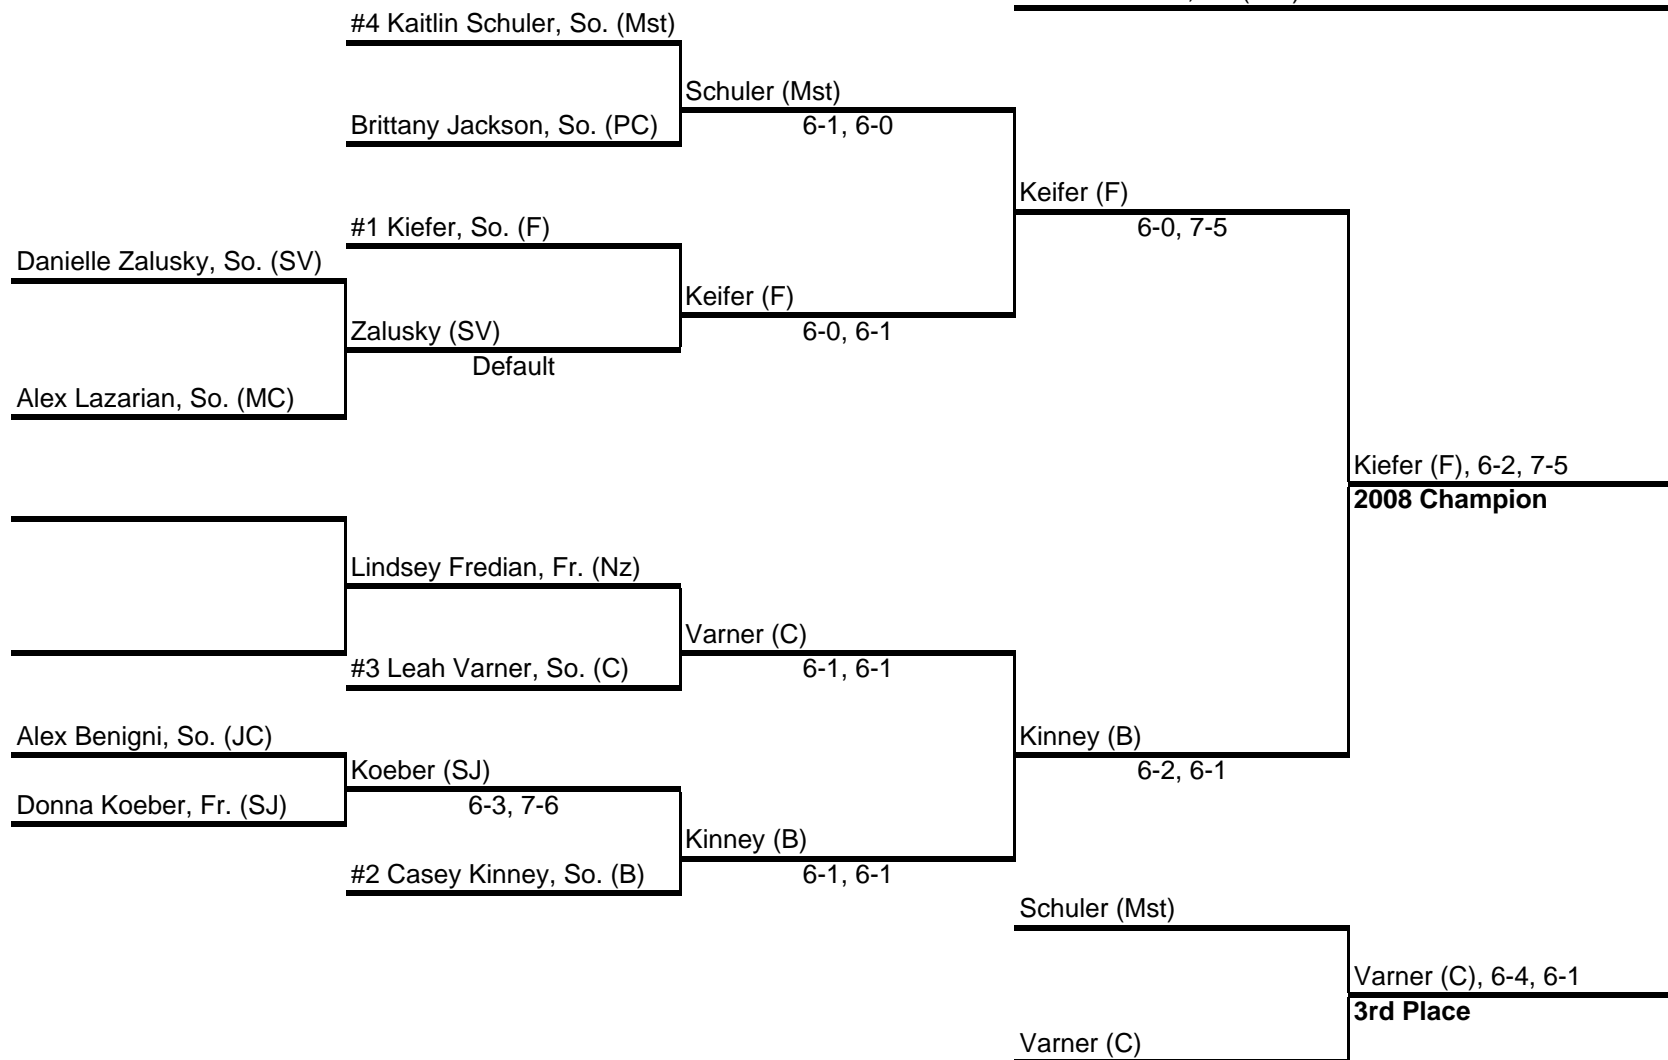 #4 Kaitlin Schuler, So. (Mst)
Schuler (Mst)
Brittany Jackson, So. (PC)
6-1, 6-0
Keifer (F)
#1 Kiefer, So. (F)
6-0, 7-5
Danielle Zalusky, So. (SV)
Keifer (F)
Zalusky (SV)
6-0, 6-1
Default
Alex Lazarian, So. (MC)
Kiefer (F), 6-2, 7-5
2008 Champion
Lindsey Fredian, Fr. (Nz)
Varner (C)
#3 Leah Varner, So. (C)
6-1, 6-1
Alex Benigni, So. (JC)
Kinney (B)
Koeber (SJ)
6-2, 6-1
Donna Koeber, Fr. (SJ)
6-3, 7-6
Kinney (B)
#2 Casey Kinney, So. (B)
6-1, 6-1
Schuler (Mst)
Varner (C), 6-4, 6-1
3rd Place
Varner (C)